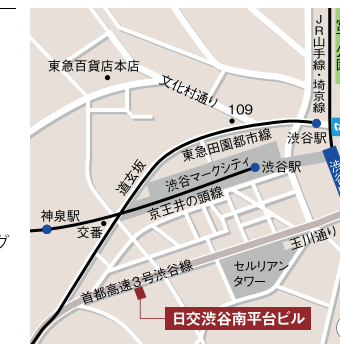 JR山手線・埼京線
東急百貨店本店
文化村通り
109
東急田園都市線
渋谷駅
道玄坂
渋谷マークシティ
渋谷駅
京王井の頭線
神泉駅
交番
玉川通り
セルリアン
タワー
首都高速3号渋谷線
日交渋谷南平台ビル
グ